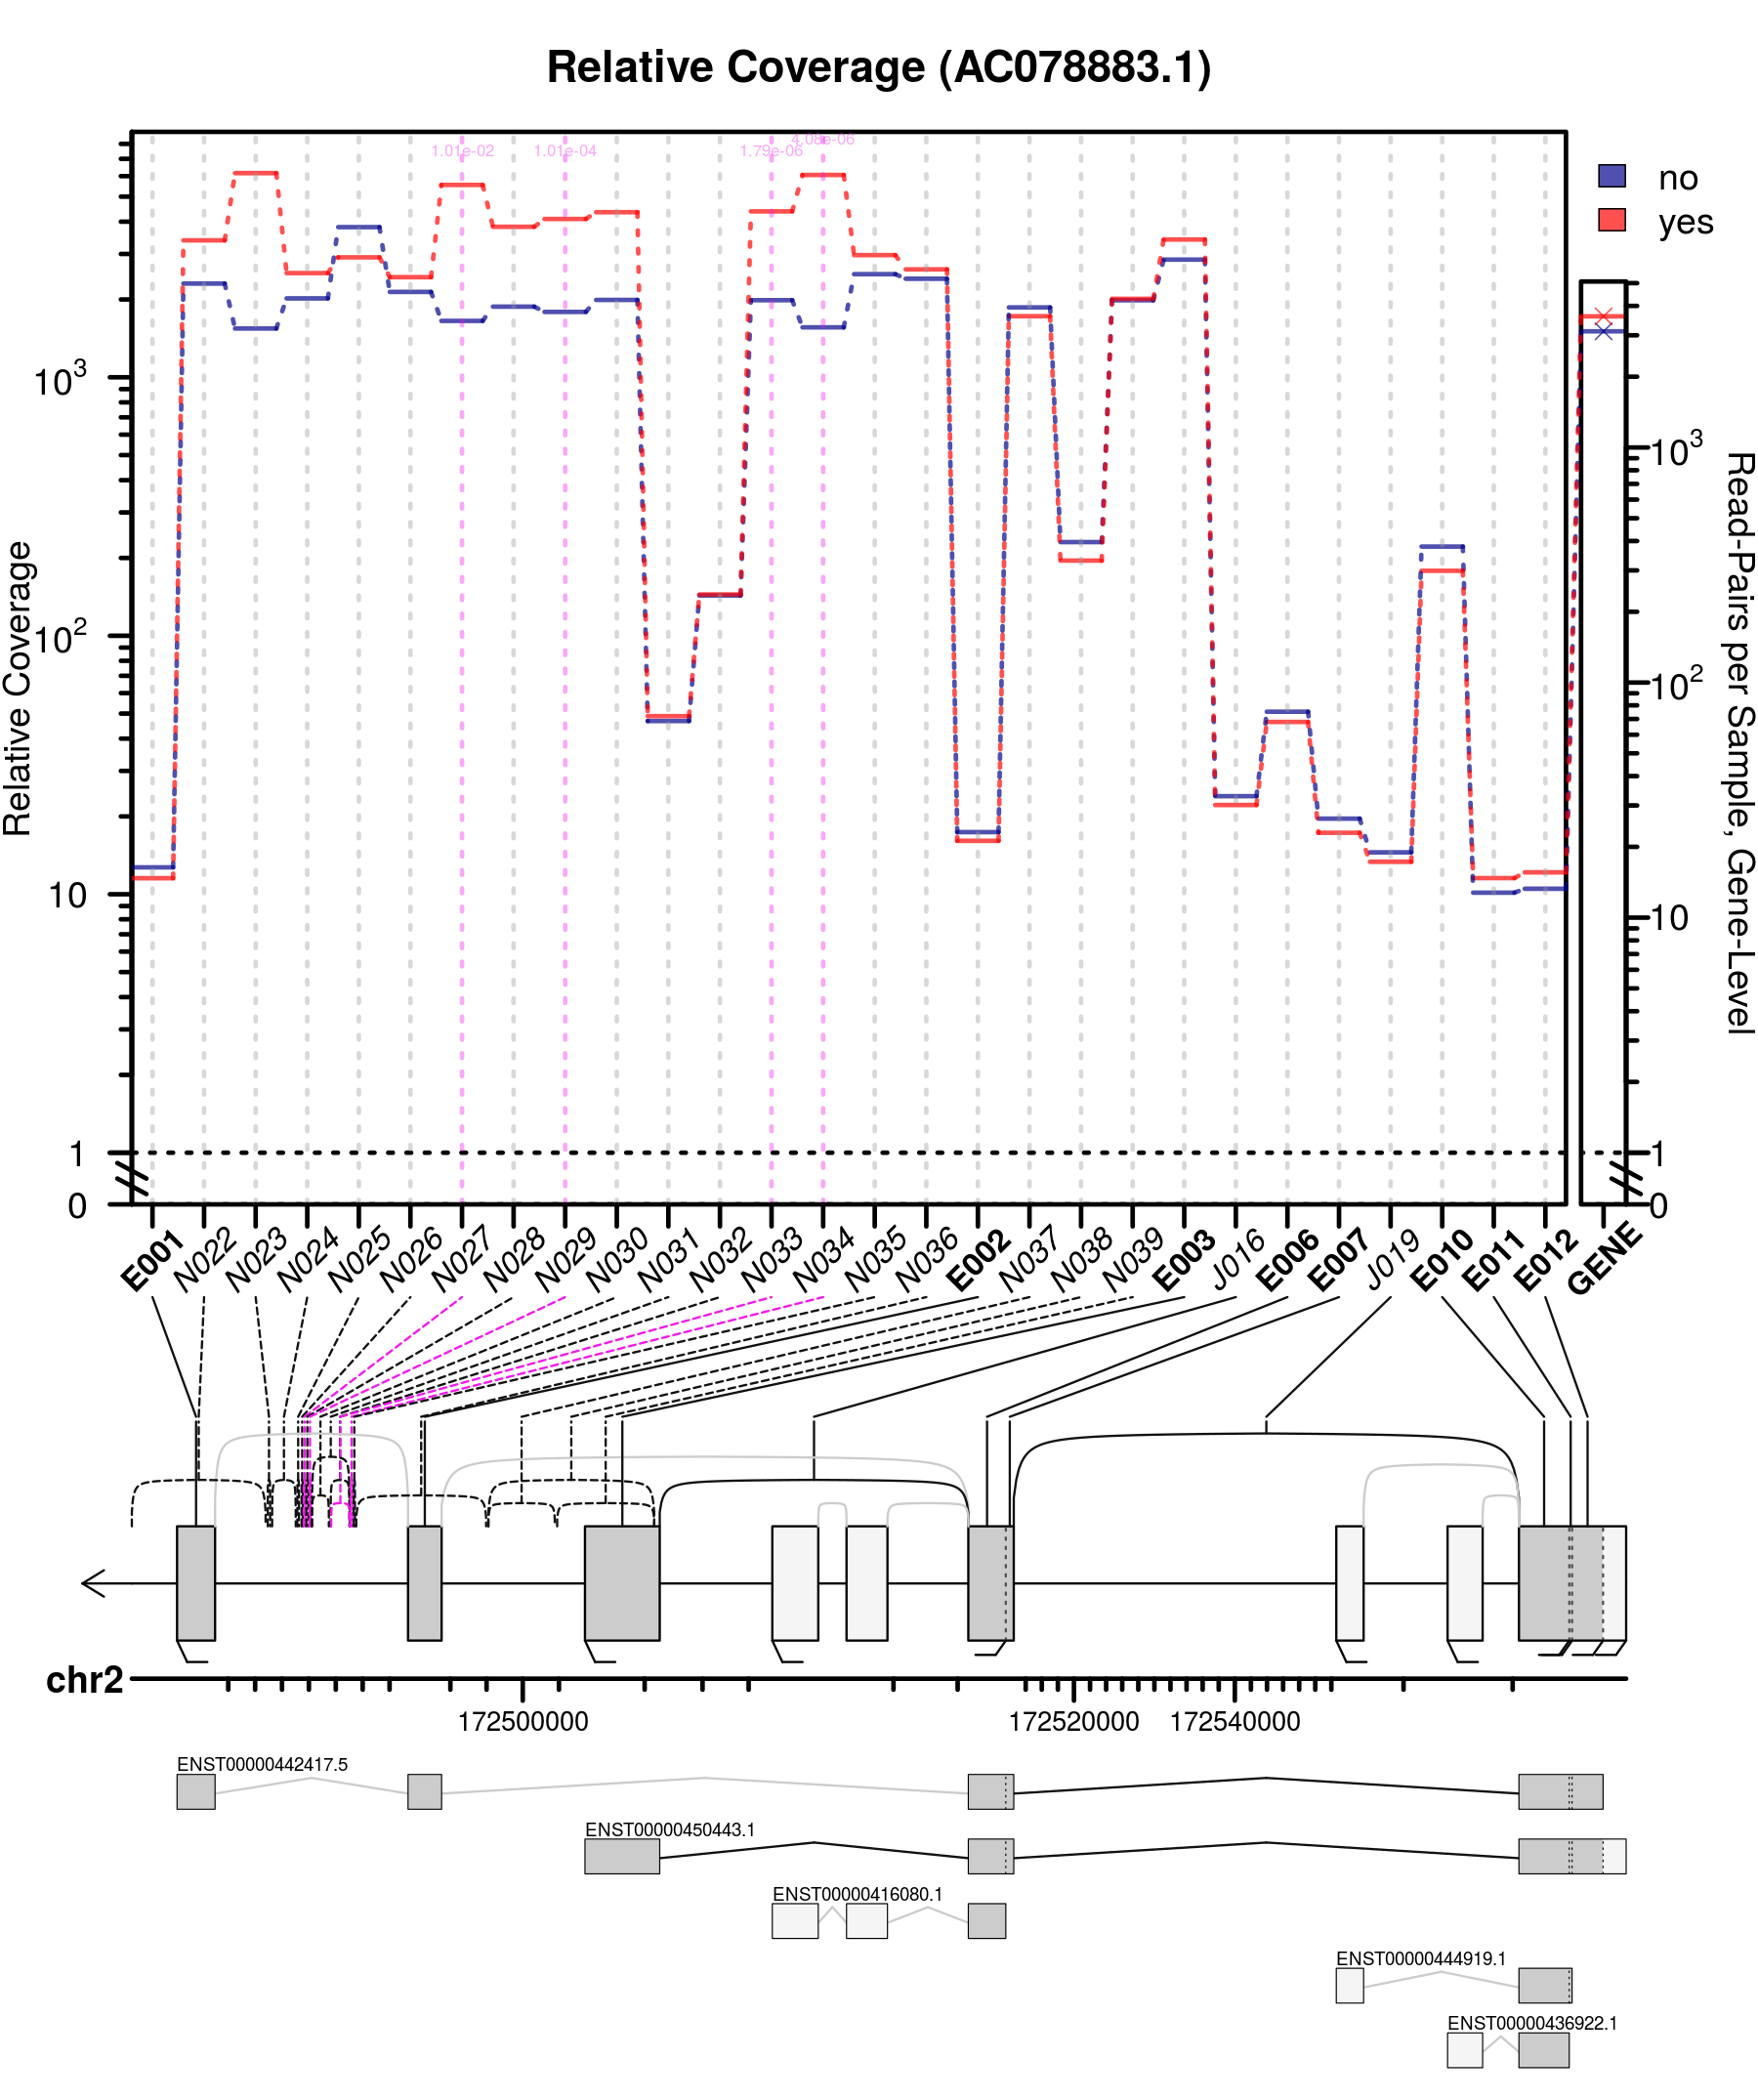 Relative Coverage (AC078883.1)
4.08e-06
1.01e-02 1.01e-04 1.79e-06
no
yes
Relative Coverage
10^3
10^2
10
1
0
10^3
10^2
10
1
0
Read-Pairs per Sample, Gene-Level
E001 N022 N023 N024 N025 N026 N027 N028 N029 N030 N031 N032 N033 N034 N035 N036 E002 N037 N038 N039 E003 J016 E006 E007 J019 E010 E011 E012 GENE
chr2
172500000 172520000 172540000
ENST00000442417.5
ENST00000450443.1
ENST00000416080.1
ENST00000444919.1
ENST00000436922.1